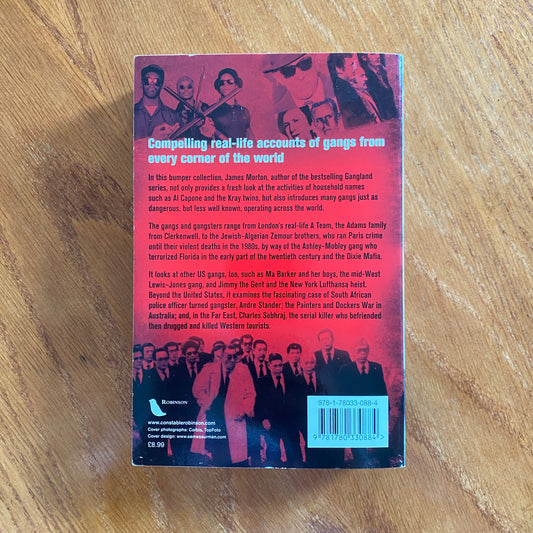 Compelling real-life accounts of gangs from
every corner of the world
In this bumper collection, James Morton, author of the bestselling Gangland
series, not only provides a fresh look at the activities of household names
such as Al Capone and the Kray twins, but also introduces many gangs just as
dangerous, but less well known, operating across the world.
The gangs and gangsters range from London's real-life A Team, the Adams family
from Clerkenwell, to the Jewish-Algerian Zemour brothers, who ran Paris crime
until their violent deaths in the 1980s, by way of the Ashley-Mobley gang who
terrorized Florida in the early part of the twentieth century and the Dixie Mafia.
It looks at other US gangs, too, such as Ma Barker and her boys, the mid-West
Lewis-Jones gang, and Jimmy the Gent and the New York Lufthansa heist.
Beyond the United States, it examines the fascinating case of South African
police officer turned gangster, Andre Stander; the Painters and Dockers War in
Australia; and, in the Far East, Charles Sobhraj, the serial killer who befriended
then drugged and killed Western tourists.
ROBINSON
www.constablerobinson.com
Cover photographs: Corbis, TopFoto
Cover design: www.samesaurman.com
£8.99
978-1-78033-088-4
9 781780 330884 >